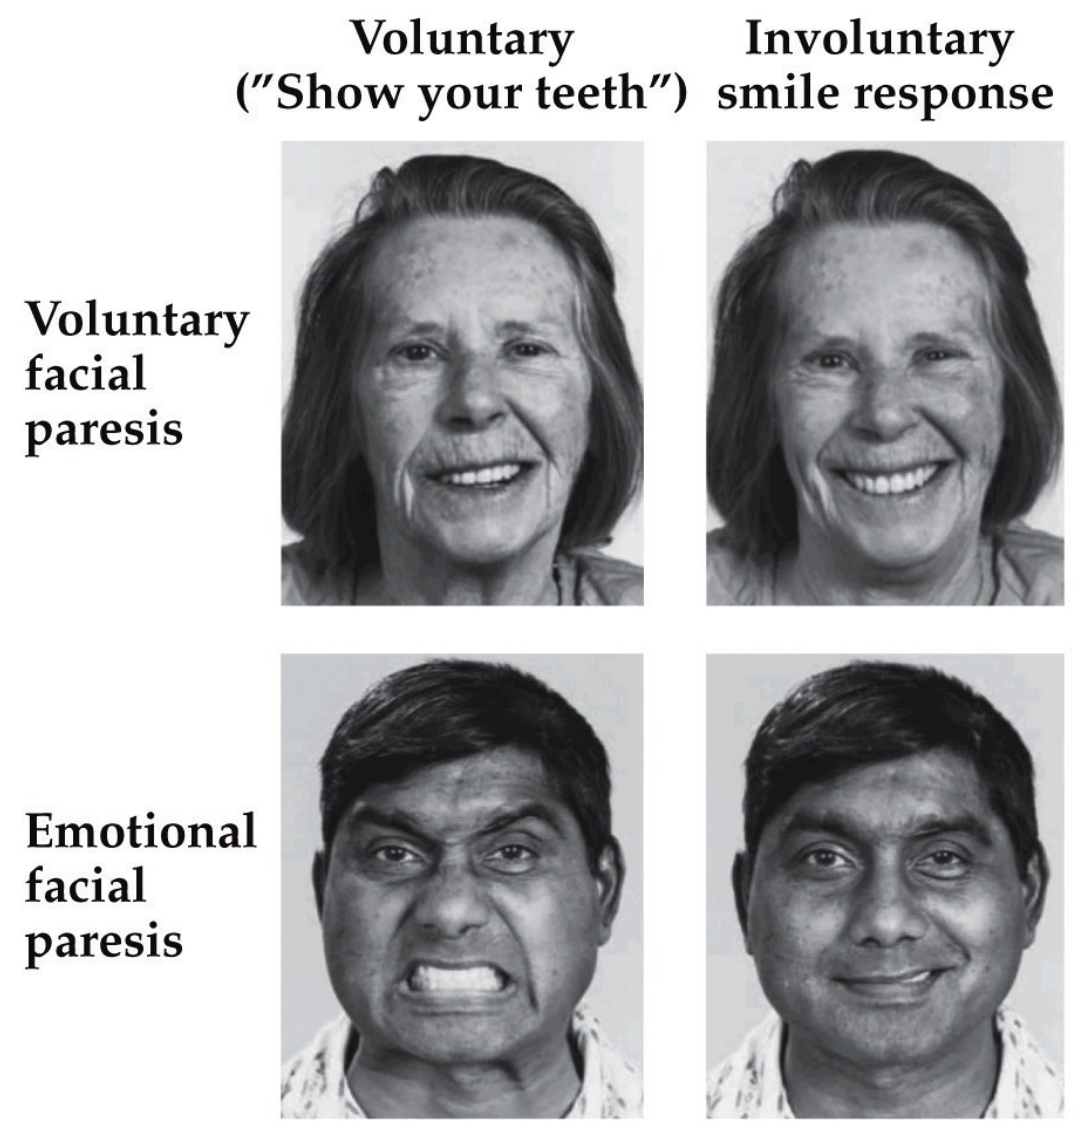 Voluntary
(”Show your teeth”)
Involuntary
smile response
Voluntary
facial
paresis
Emotional
facial
paresis